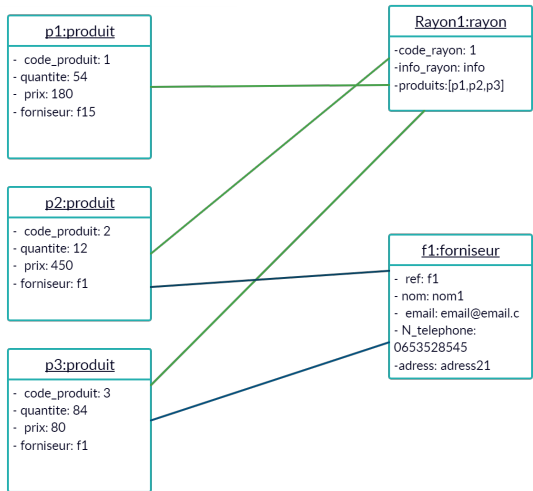 p1:produit
- code_produit: 1
- quantite: 54
- prix: 180
- forniseur: f15
Rayon1:rayon
-code_rayon: 1
-info_rayon: info
-produits:[p1,p2,p3]
p2:produit
- code_produit: 2
- quantite: 12
- prix: 450
- forniseur: f1
f1:forniseur
- ref: f1
- nom: nom1
- email: email@email.c
- N_telephone:
0653528545
-adress: adress21
p3:produit
- code_produit: 3
- quantite: 84
- prix: 80
- forniseur: f1